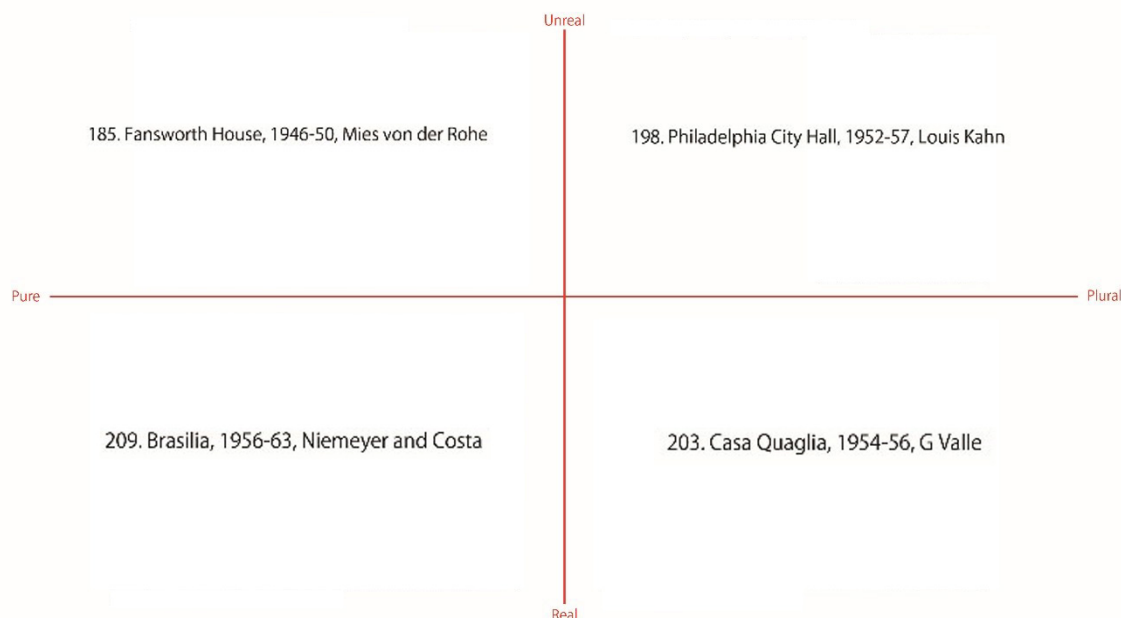 Unreal
185. Fansworth House, 1946-50, Mies von der Rohe
198. Philadelphia City Hall, 1952-57, Louis Kahn
Pure
Plural
209. Brasilia, 1956-63, Niemeyer and Costa
203. Casa Quaglia, 1954-56, G Valle
Real